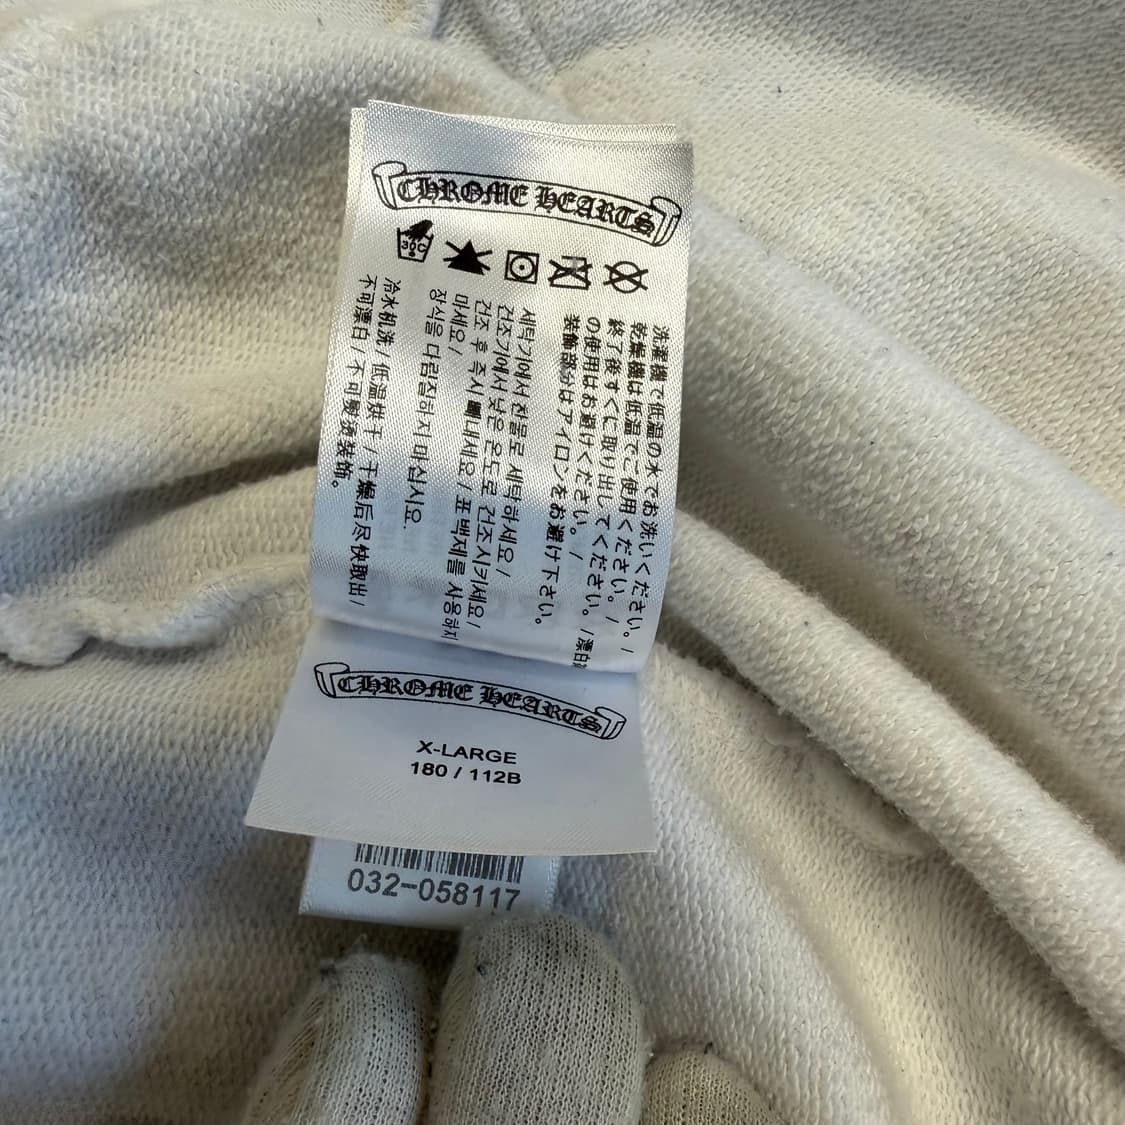 CHROME HEARTS
30C
洗濯機で低温の水でお洗いください。/
乾燥機は低温でご使用ください。/
終了後すぐに取り出してください。/漂白剤
の使用はお避けください。/
装飾部分はアイロンをお避け下さい。
세탁기에서 찬물로 세탁하세요/
건조기에서 낮은 온도로 건조시키세요/
건조 후 즉시 빼내세요/표백제를 사용하지
마세요/
장식을 다림질하지 마십시요.
冷水机洗/低温烘干/干燥后尽快取出/
不可漂白/不可熨烫装饰。
CHROME HEARTS
X-LARGE
180 / 112B
032-058117